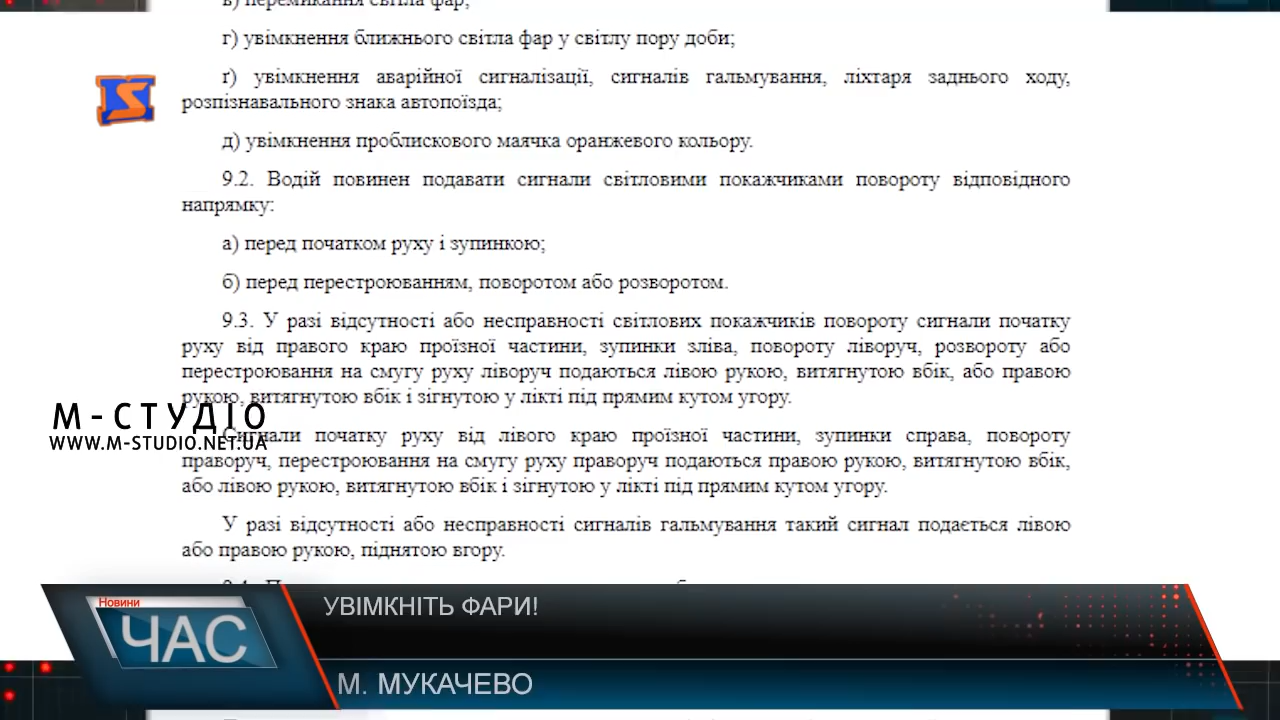 в) перемикання світла фар;
г) увімкнення ближнього світла фар у світлу пору доби;
ґ) увімкнення аварійної сигналізації, сигналів гальмування, ліхтаря заднього ходу,
розпізнавального знака автопоїзда;
д) увімкнення проблискового маячка оранжевого кольору.
9.2. Водій повинен подавати сигнали світловими покажчиками повороту відповідного
напрямку:
а) перед початком руху і зупинкою;
б) перед перестроюванням, поворотом або розворотом.
9.3. У разі відсутності або несправності світлових покажчиків повороту сигнали початку
руху від правого краю проїзної частини, зупинки зліва, повороту ліворуч, розвороту або
перестроювання на смугу руху ліворуч подаються лівою рукою, витягнутою вбік, або правою
рукою, витягнутою вбік і зігнутою у лікті під прямим кутом угору.
М-СТУДІО
WWW.M-STUDIO.NET.UA
Сигнали початку руху від лівого краю проїзної частини, зупинки справа, повороту
праворуч, перестроювання на смугу руху праворуч подаються правою рукою, витягнутою вбік,
або лівою рукою, витягнутою вбік і зігнутою у лікті під прямим кутом угору.
У разі відсутності або несправності сигналів гальмування такий сигнал подається лівою
або правою рукою, піднятою вгору.
Новини
ЧАС
УВІМКНІТЬ ФАРИ!
М. МУКАЧЕВО